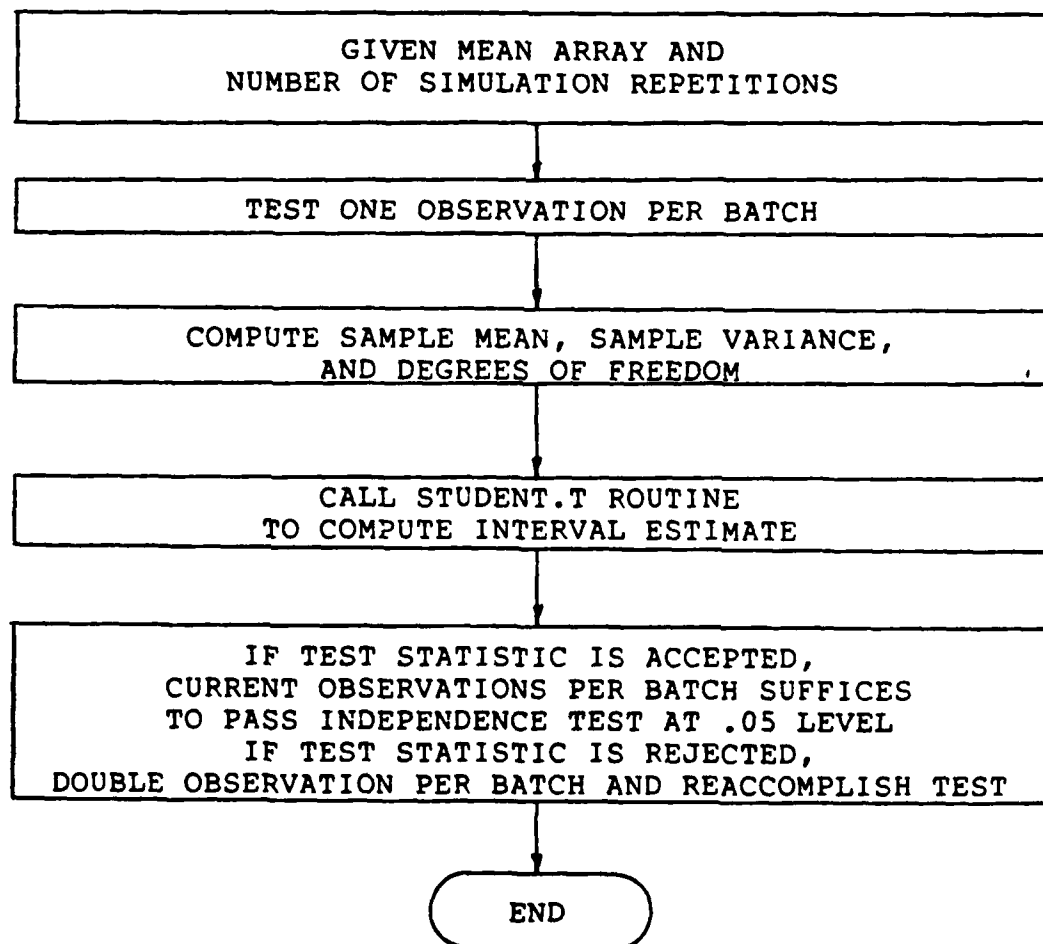 GIVEN MEAN ARRAY AND
NUMBER OF SIMULATION REPETITIONS
TEST ONE OBSERVATION PER BATCH
COMPUTE SAMPLE MEAN, SAMPLE VARIANCE,
AND DEGREES OF FREEDOM
CALL STUDENT.T ROUTINE
TO COMPUTE INTERVAL ESTIMATE
IF TEST STATISTIC IS ACCEPTED,
CURRENT OBSERVATIONS PER BATCH SUFFICES
TO PASS INDEPENDENCE TEST AT .05 LEVEL
IF TEST STATISTIC IS REJECTED,
DOUBLE OBSERVATION PER BATCH AND REACCOMPLISH TEST
END